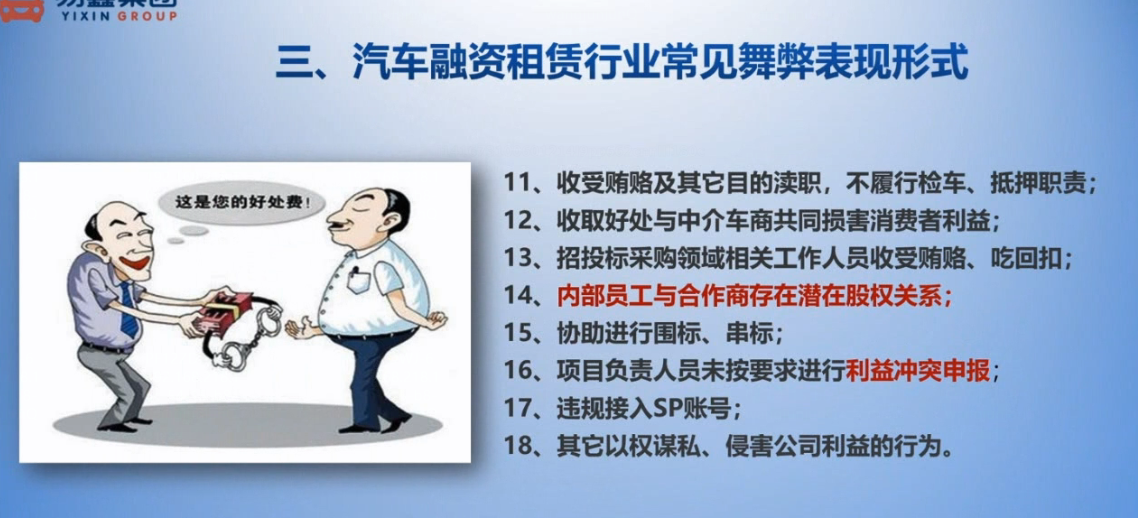 易鑫集团
YIXIN GROUP
三、汽车融资租赁行业常见舞弊表现形式
这是您的好处费!
11、收受贿赂及其它目的渎职，不履行检车、抵押职责；
12、收取好处与中介车商共同损害消费者利益；
13、招投标采购领域相关工作人员收受贿赂、吃回扣；
14、内部员工与合作商存在潜在股权关系；
15、协助进行围标、串标；
16、项目负责人员未按要求进行利益冲突申报；
17、违规接入SP账号；
18、其它以权谋私、侵害公司利益的行为。